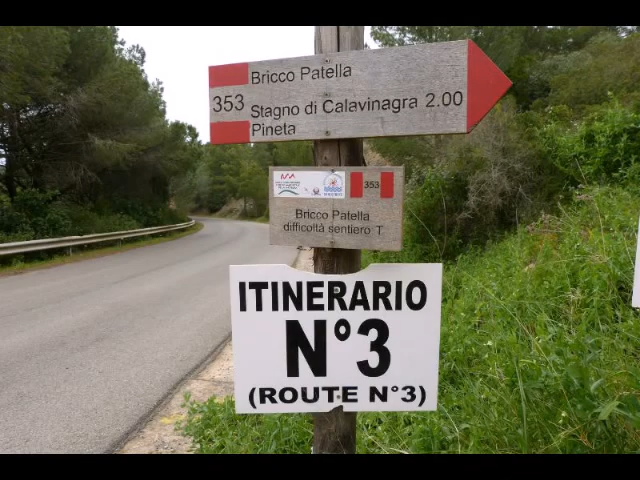 Bricco Patella
353
Stagno di Calavinagra 2.00
Pineta
353
Bricco Patella
difficoltà sentiero T
ITINERARIO
N°3
(ROUTE N°3)